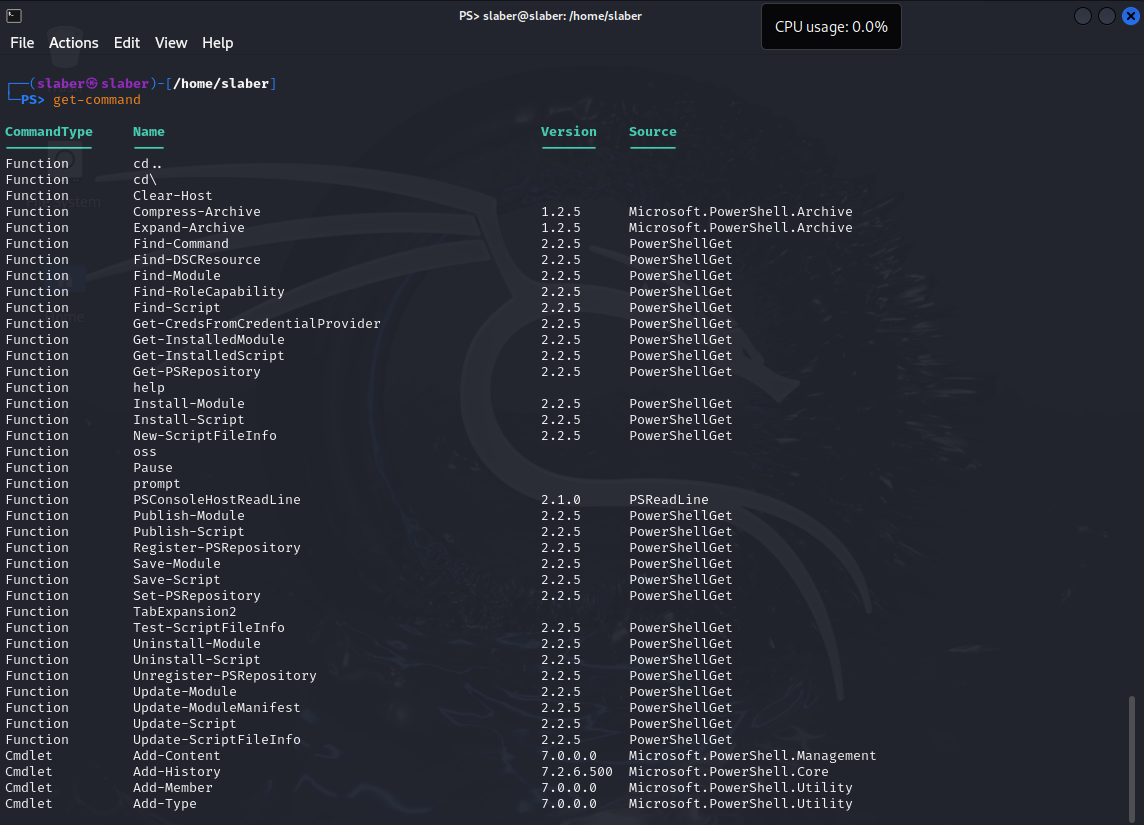 PS> slaber@slaber: /home/slaber
CPU usage: 0.0%
File Actions Edit View Help
┌──(slaber㉿slaber)-[/home/slaber]
└─PS> get-command
CommandType Name Version Source
Function cd..
Function cd\
Function Clear-Host
Function Compress-Archive 1.2.5 Microsoft.PowerShell.Archive
Function Expand-Archive 1.2.5 Microsoft.PowerShell.Archive
Function Find-Command 2.2.5 PowerShellGet
Function Find-DSCResource 2.2.5 PowerShellGet
Function Find-Module 2.2.5 PowerShellGet
Function Find-RoleCapability 2.2.5 PowerShellGet
Function Find-Script 2.2.5 PowerShellGet
Function Get-CredsFromCredentialProvider 2.2.5 PowerShellGet
Function Get-InstalledModule 2.2.5 PowerShellGet
Function Get-InstalledScript 2.2.5 PowerShellGet
Function Get-PSRepository 2.2.5 PowerShellGet
Function help
Function Install-Module 2.2.5 PowerShellGet
Function Install-Script 2.2.5 PowerShellGet
Function New-ScriptFileInfo 2.2.5 PowerShellGet
Function oss
Function Pause
Function prompt
Function PSConsoleHostReadLine 2.1.0 PSReadLine
Function Publish-Module 2.2.5 PowerShellGet
Function Publish-Script 2.2.5 PowerShellGet
Function Register-PSRepository 2.2.5 PowerShellGet
Function Save-Module 2.2.5 PowerShellGet
Function Save-Script 2.2.5 PowerShellGet
Function Set-PSRepository 2.2.5 PowerShellGet
Function TabExpansion2
Function Test-ScriptFileInfo 2.2.5 PowerShellGet
Function Uninstall-Module 2.2.5 PowerShellGet
Function Uninstall-Script 2.2.5 PowerShellGet
Function Unregister-PSRepository 2.2.5 PowerShellGet
Function Update-Module 2.2.5 PowerShellGet
Function Update-ModuleManifest 2.2.5 PowerShellGet
Function Update-Script 2.2.5 PowerShellGet
Function Update-ScriptFileInfo 2.2.5 PowerShellGet
Cmdlet Add-Content 7.0.0.0 Microsoft.PowerShell.Management
Cmdlet Add-History 7.2.6.500 Microsoft.PowerShell.Core
Cmdlet Add-Member 7.0.0.0 Microsoft.PowerShell.Utility
Cmdlet Add-Type 7.0.0.0 Microsoft.PowerShell.Utility